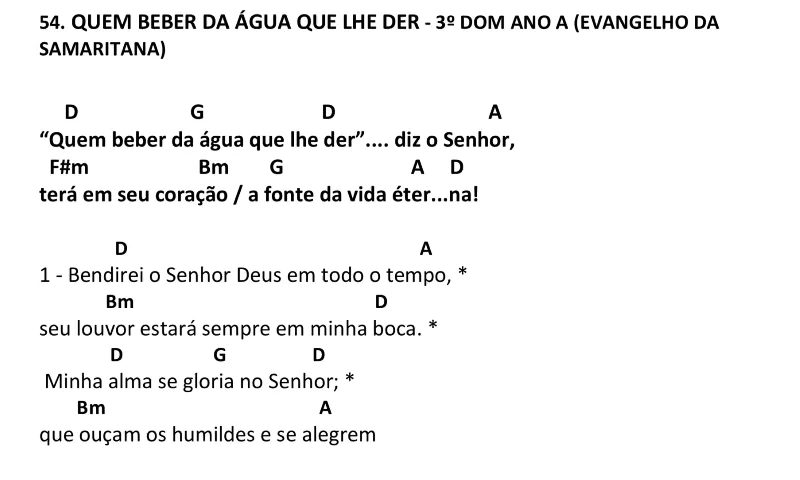 54. QUEM BEBER DA ÁGUA QUE LHE DER - 3º DOM ANO A (EVANGELHO DA
SAMARITANA)
D G D A
“Quem beber da água que lhe der”.... diz o Senhor,
F#m Bm G A D
terá em seu coração / a fonte da vida éter...na!
D A
1 - Bendirei o Senhor Deus em todo o tempo, *
Bm D
seu louvor estará sempre em minha boca. *
D G D
Minha alma se gloria no Senhor; *
Bm A
que ouçam os humildes e se alegrem